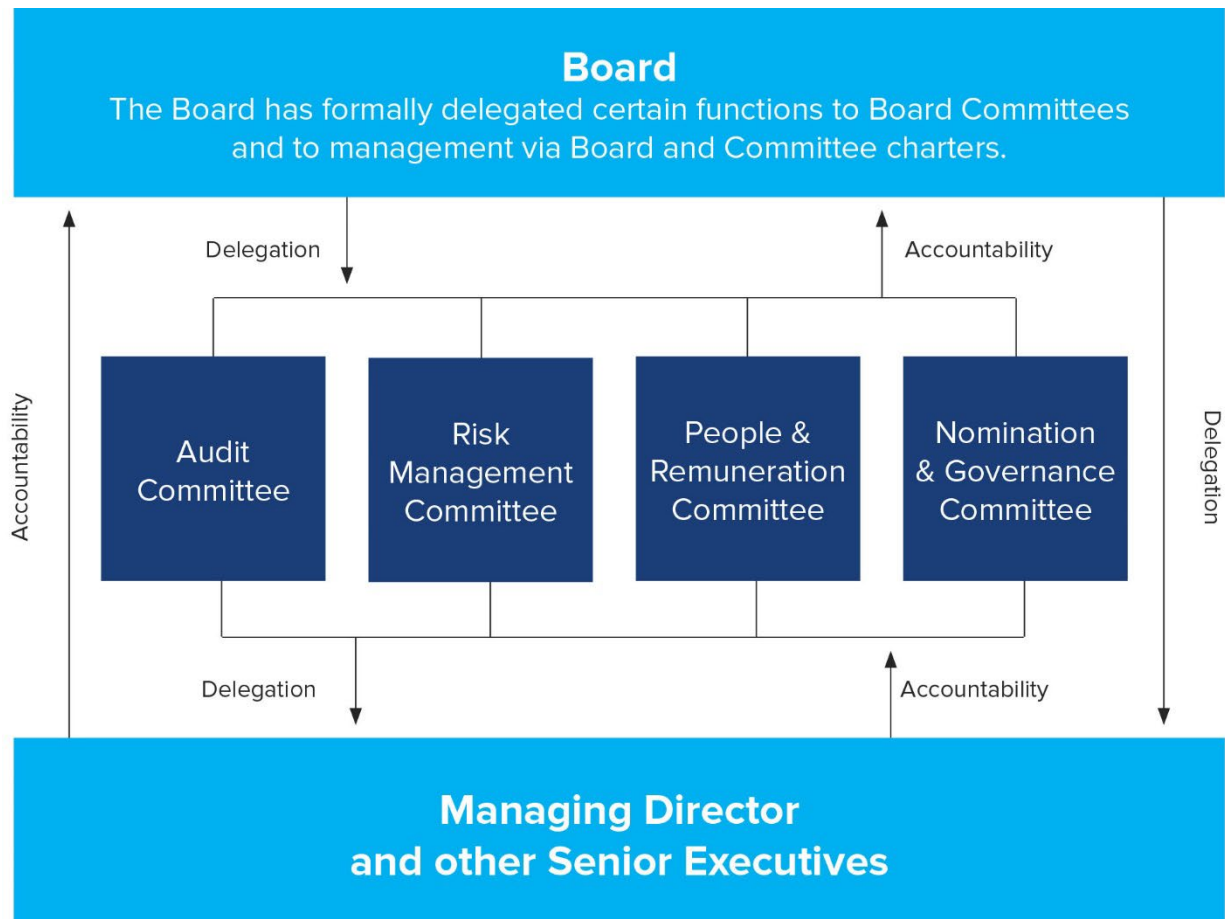 Board
The Board has formally delegated certain functions to Board Committees
and to management via Board and Committee charters.
Delegation
Accountability
Accountability
Audit
Committee
Risk
Management
Committee
People &
Remuneration
Committee
Nomination
& Governance
Committee
Delegation
Delegation
Accountability
Managing Director
and other Senior Executives